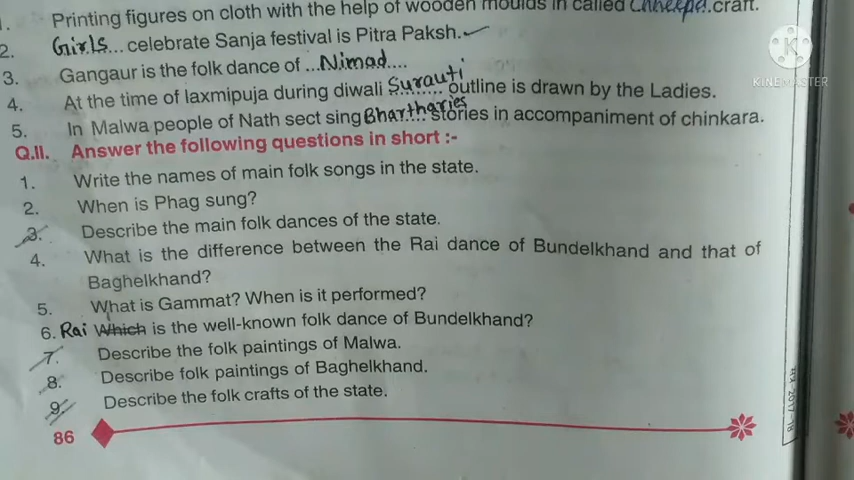 1. Printing figures on cloth with the help of wooden moulds in called Chheepa.craft.
2. Girls... celebrate Sanja festival is Pitra Paksh.
3. Gangaur is the folk dance of ...Nimad....
4. At the time of laxmipuja during diwali Surauti........ outline is drawn by the Ladies.
5. In Malwa people of Nath sect sing Bhartharies.... stories in accompaniment of chinkara.
Q.II. Answer the following questions in short :-
1. Write the names of main folk songs in the state.
2. When is Phag sung?
3. Describe the main folk dances of the state.
4. What is the difference between the Rai dance of Bundelkhand and that of
Baghelkhand?
5. What is Gammat? When is it performed?
6. Rai Which is the well-known folk dance of Bundelkhand?
7. Describe the folk paintings of Malwa.
8. Describe folk paintings of Baghelkhand.
9. Describe the folk crafts of the state.
86
K
KINEMASTER